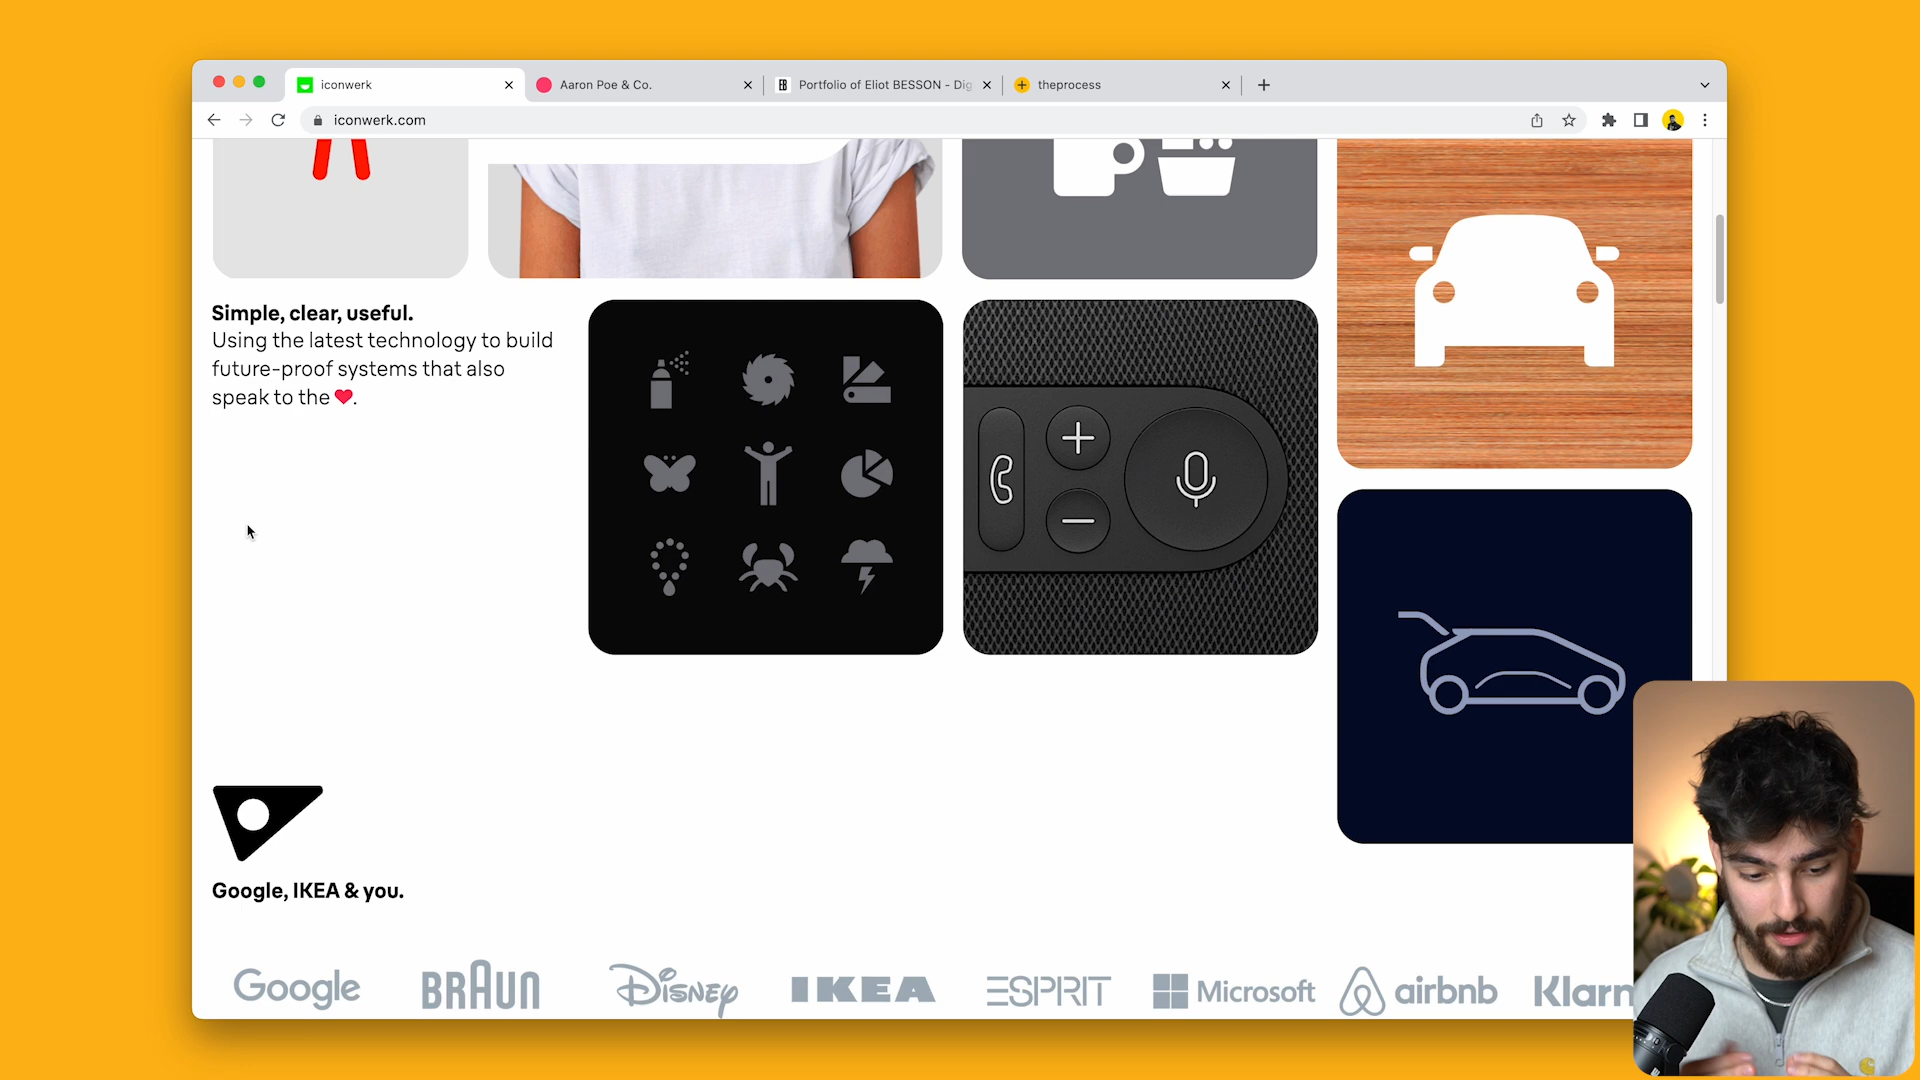 iconwerk
Aaron Poe & Co.
Portfolio of Eliot BESSON - Dig
theprocess
iconwerk.com
Simple, clear, useful.
Using the latest technology to build
future-proof systems that also
speak to the ❤.
Google, IKEA & you.
Google BRAUN Disney IKEA ESPRIT Microsoft airbnb Klarn